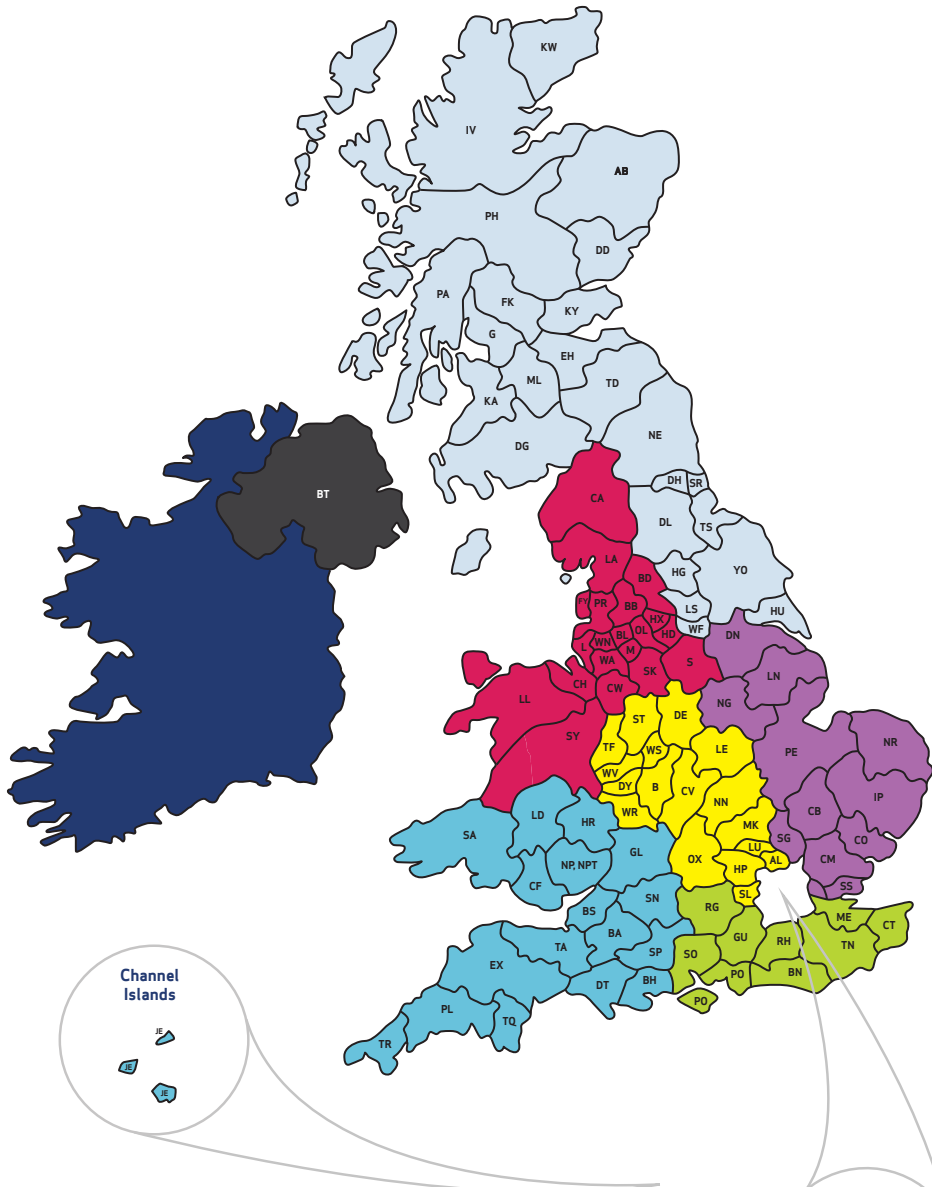 KW
IV
AB
PH
DD
PA
FK
KY
G
EH
ML
TD
KA
NE
DG
DH
SR
BT
CA
DL
TS
LA
HG
YO
BD
FY
PR
BB
LS
HU
HX
WF
OL
HD
DN
L
WN
BL
M
WA
SK
S
LN
CH
CW
NG
LL
ST
DE
SY
TF
WS
LE
PE
NR
WV
DY
B
CV
IP
NN
WR
CB
SA
LD
HR
MK
SG
CO
LU
GL
OX
HP
AL
CM
NP, NPT
CF
SL
SS
SN
RG
BS
ME
CT
BA
GU
RH
TN
TA
SP
SO
EX
PO
BN
DT
BH
PO
PL
TQ
TR
Channel
Islands
JE
JE
JE